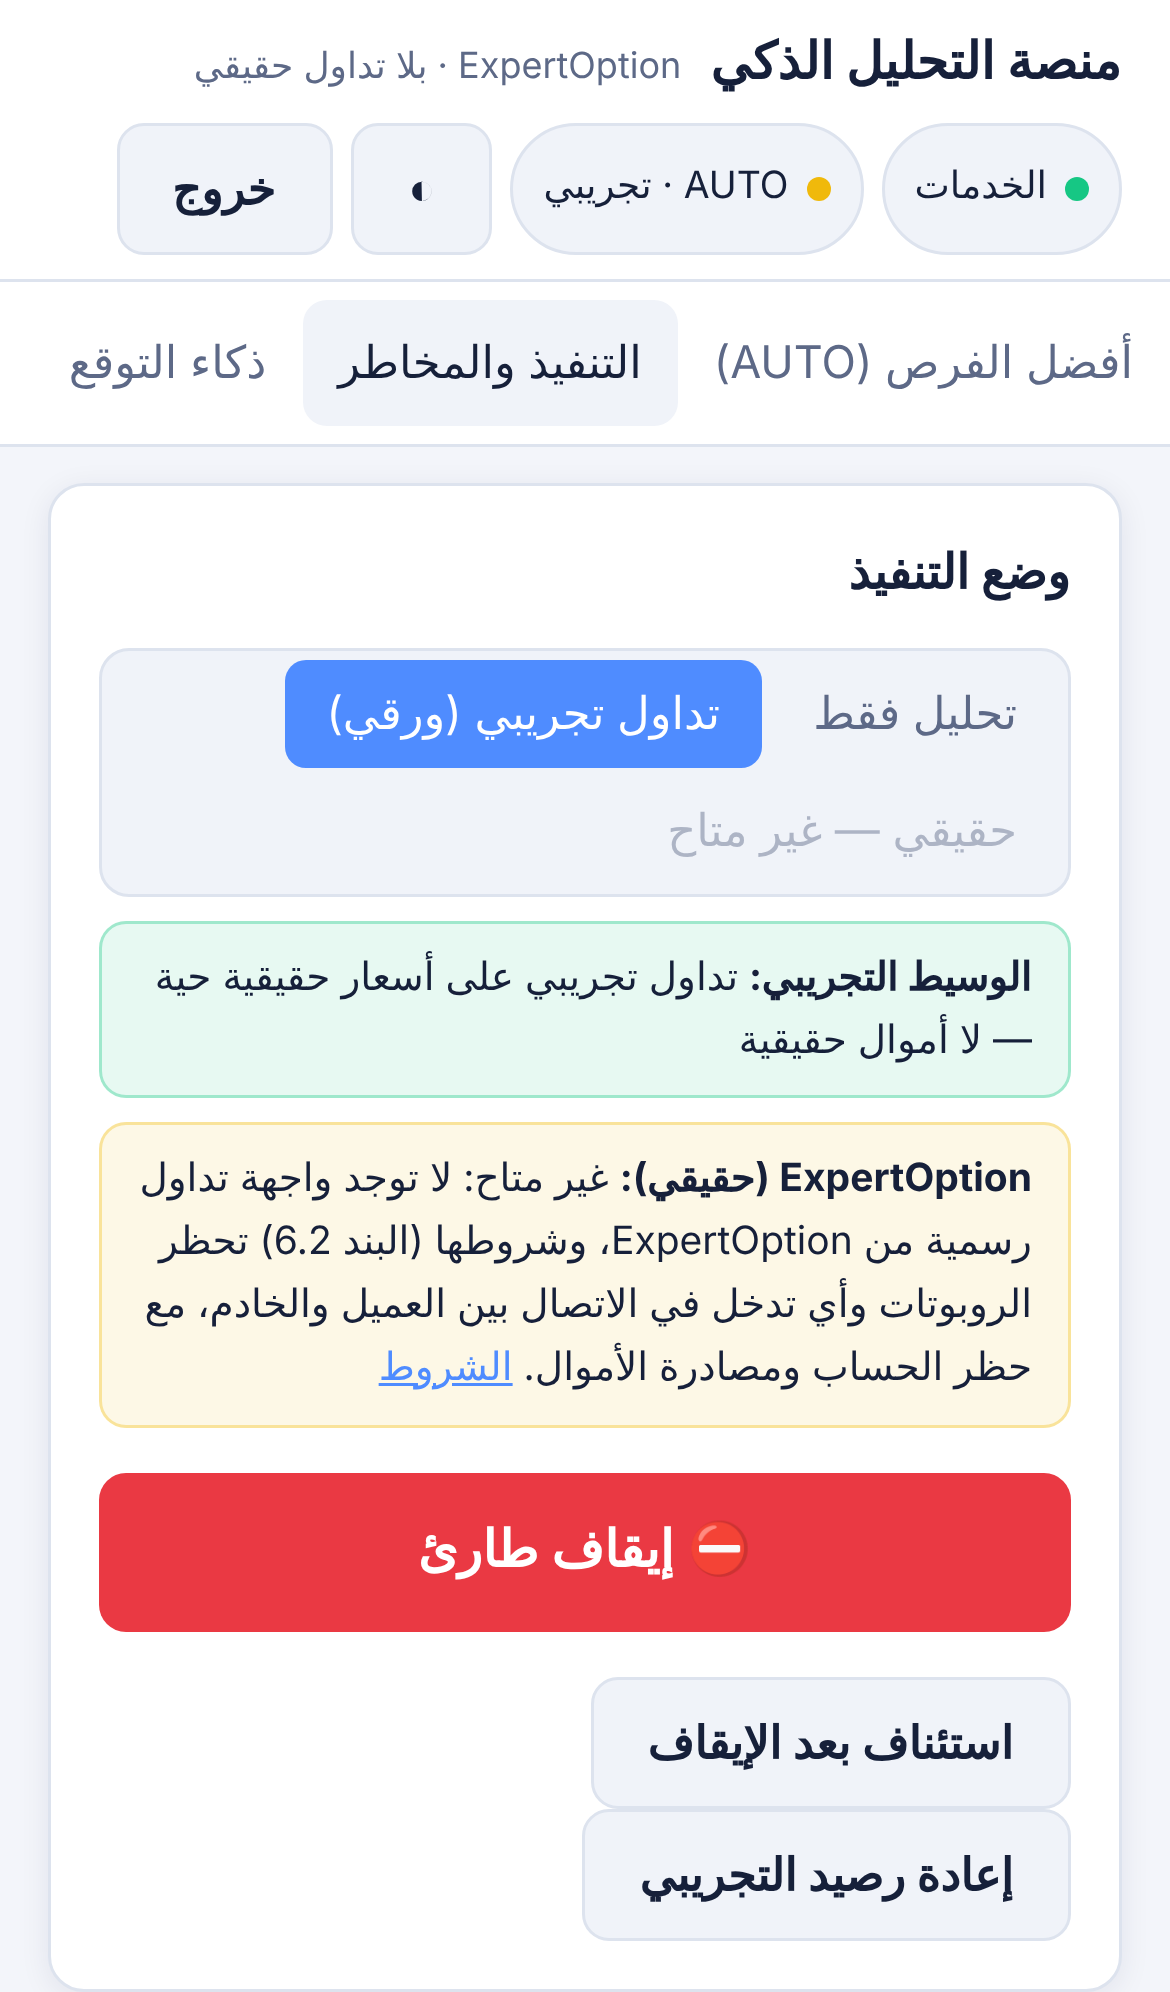 منصة التحليل الذكي ExpertOption · بلا تداول حقيقي
الخدمات
AUTO · تجريبي
خروج
أفضل الفرص (AUTO)
التنفيذ والمخاطر
ذكاء التوقع
وضع التنفيذ
تحليل فقط
تداول تجريبي (ورقي)
حقيقي — غير متاح
الوسيط التجريبي: تداول تجريبي على أسعار حقيقية حية
— لا أموال حقيقية
ExpertOption (حقيقي): غير متاح: لا توجد واجهة تداول
رسمية من ExpertOption، وشروطها (البند 6.2) تحظر
الروبوتات وأي تدخل في الاتصال بين العميل والخادم، مع
حظر الحساب ومصادرة الأموال. الشروط
⛔ إيقاف طارئ
استئناف بعد الإيقاف
إعادة رصيد التجريبي